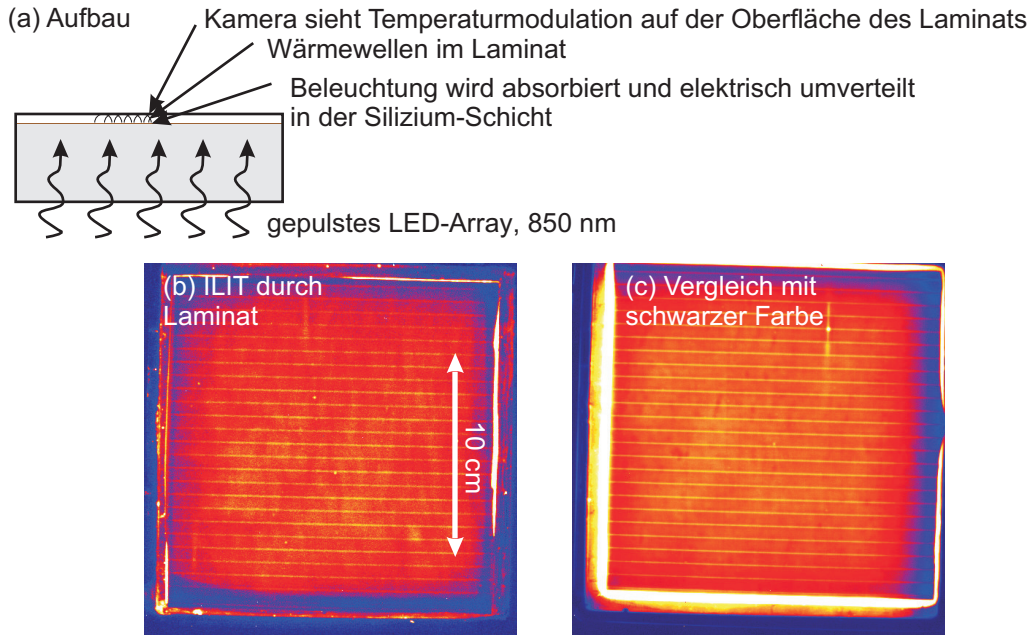 (a) Aufbau
Kamera sieht Temperaturmodulation auf der Oberfläche des Laminats
Wärmewellen im Laminat
Beleuchtung wird absorbiert und elektrisch umverteilt
in der Silizium-Schicht
gepulstes LED-Array, 850 nm
(b) ILIT durch
Laminat
10 cm
(c) Vergleich mit
schwarzer Farbe